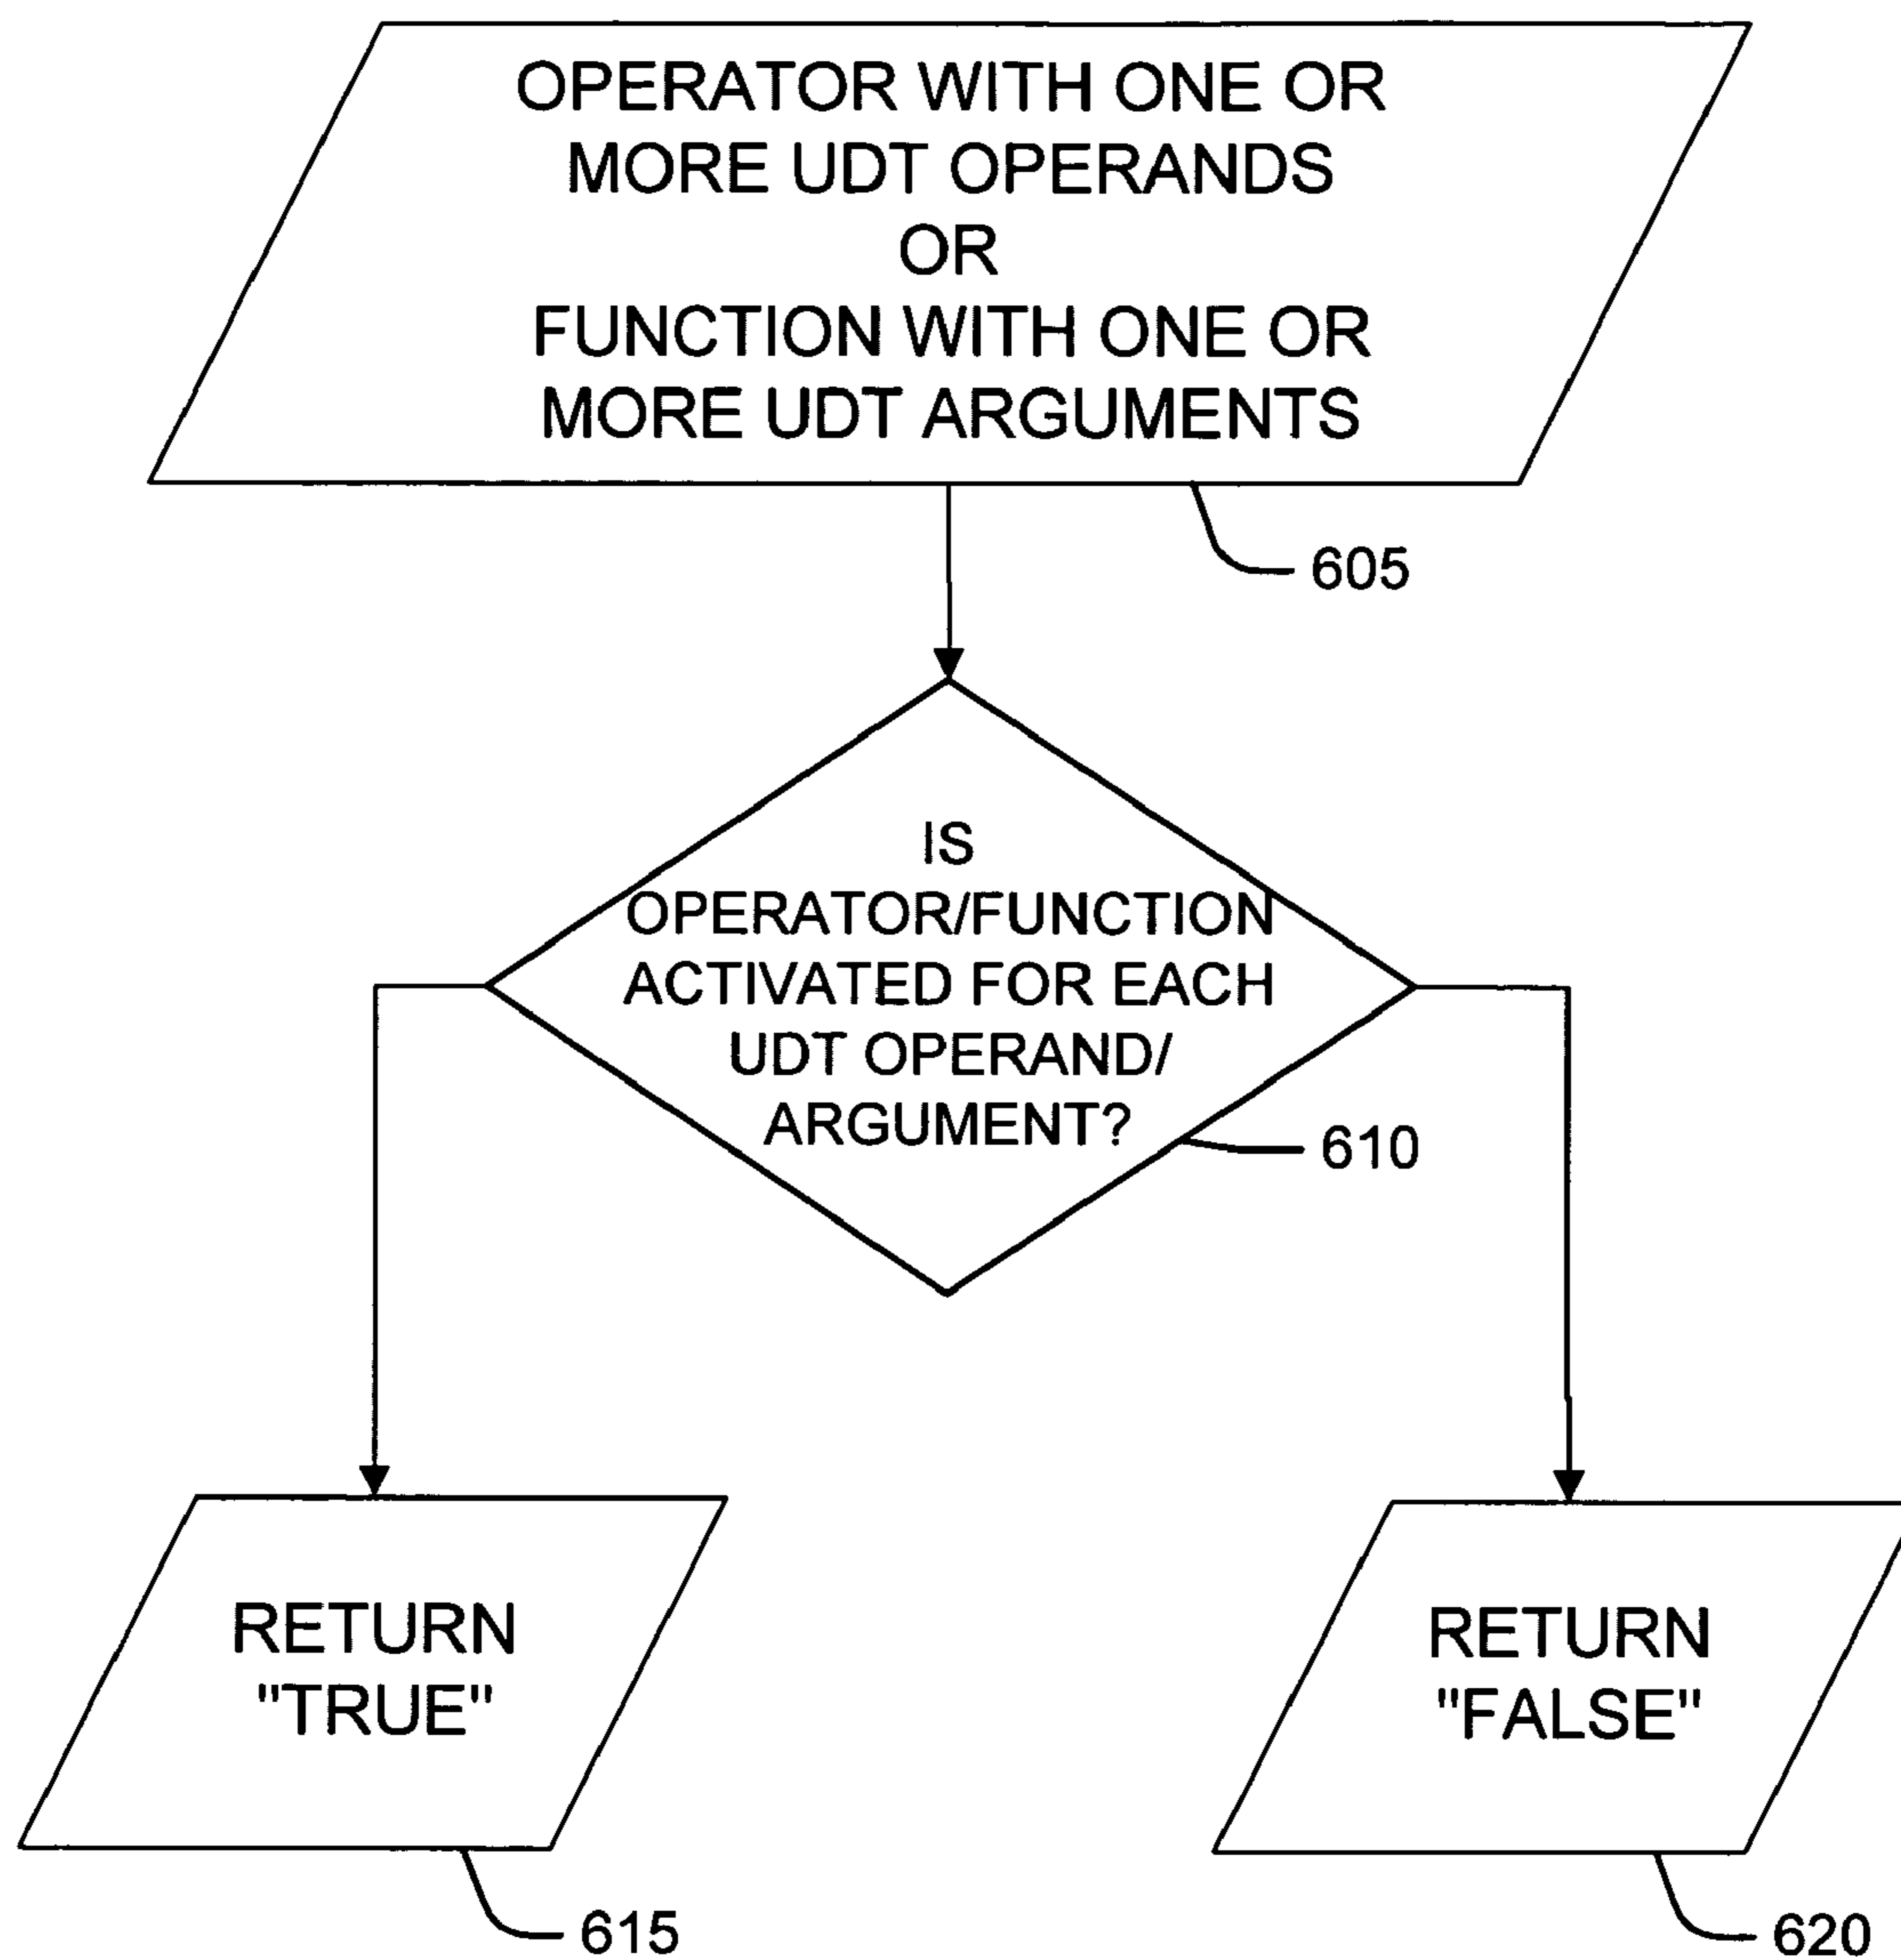 OPERATOR WITH ONE OR
MORE UDT OPERANDS
OR
FUNCTION WITH ONE OR
MORE UDT ARGUMENTS
605
IS
OPERATOR/FUNCTION
ACTIVATED FOR EACH
UDT OPERAND/
ARGUMENT?
610
RETURN
"TRUE"
615
RETURN
"FALSE"
620